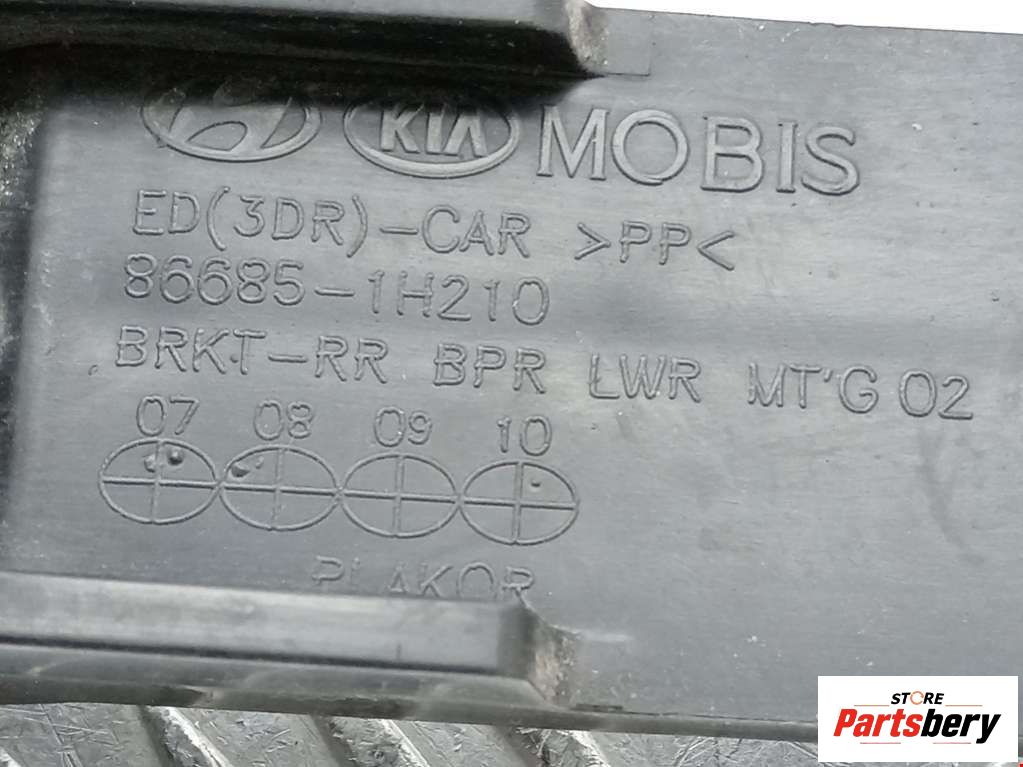 KIA MOBIS
ED(3DR)-CAR >PP<
86685-1H210
BRKT-RR BPR LWR MT'G 02
07 08 09 10
PLAKOR
STORE
Partsbery